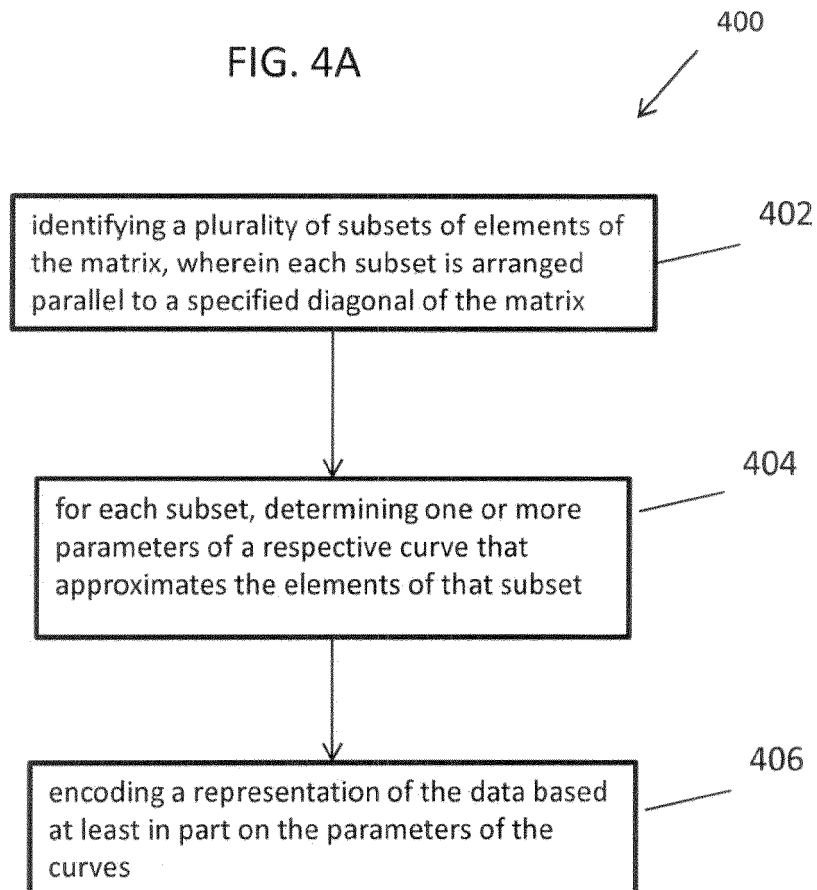 400
FIG. 4A
identifying a plurality of subsets of elements of
the matrix, wherein each subset is arranged
parallel to a specified diagonal of the matrix
402
for each subset, determining one or more
parameters of a respective curve that
approximates the elements of that subset
404
encoding a representation of the data based
at least in part on the parameters of the
curves
406